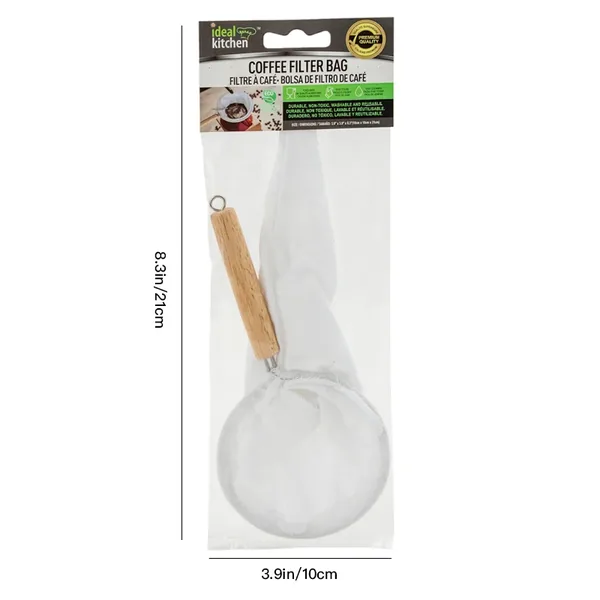 ideal
kitchen™
PREMIUM
QUALITY
COFFEE FILTER BAG
FILTRE À CAFÉ• BOLSA DE FILTRO DE CAFÉ
DURABLE, NON-TOXIC, WASHABLE AND REUSABLE.
DURABLE, NON TOXIQUE, LAVABLE ET RÉUTILISABLE.
DURADERO, NO TÓXICO, LAVABLE Y REUTILIZABLE.
8.3in/21cm
3.9in/10cm